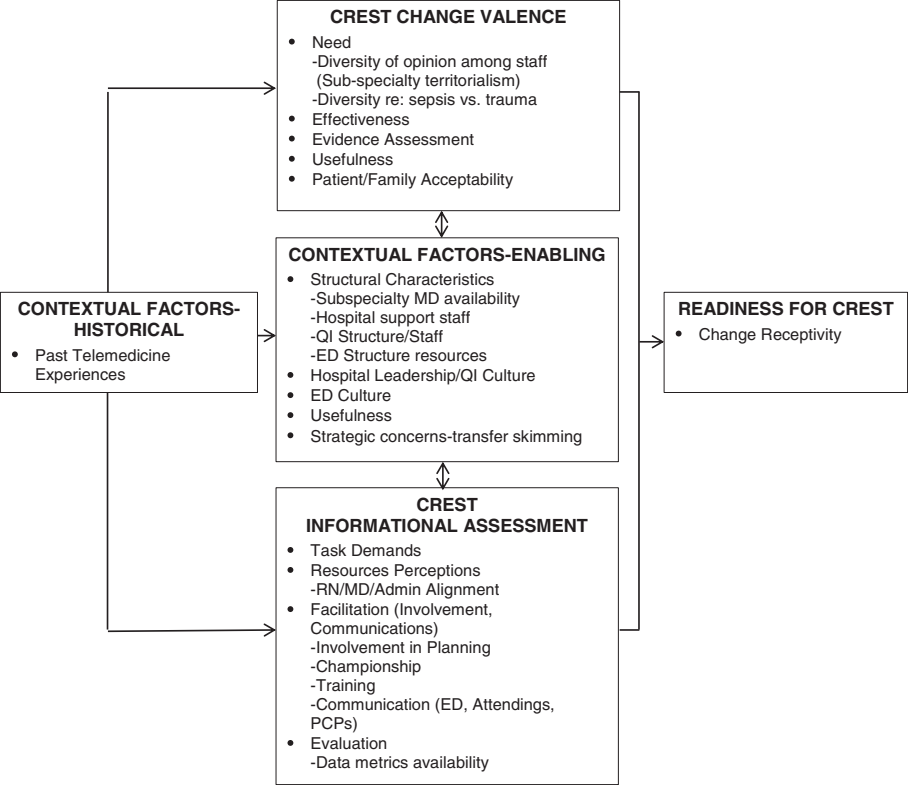 CREST CHANGE VALENCE
• Need
-Diversity of opinion among staff
(Sub-specialty territorialism)
-Diversity re: sepsis vs. trauma
• Effectiveness
• Evidence Assessment
• Usefulness
• Patient/Family Acceptability
CONTEXTUAL FACTORS-
HISTORICAL
• Past Telemedicine
Experiences
CONTEXTUAL FACTORS-ENABLING
• Structural Characteristics
-Subspecialty MD availability
-Hospital support staff
-QI Structure/Staff
-ED Structure resources
• Hospital Leadership/QI Culture
• ED Culture
• Usefulness
• Strategic concerns-transfer skimming
CREST
INFORMATIONAL ASSESSMENT
• Task Demands
• Resources Perceptions
-RN/MD/Admin Alignment
• Facilitation (Involvement,
Communications)
-Involvement in Planning
-Championship
-Training
-Communication (ED, Attendings,
PCPs)
• Evaluation
-Data metrics availability
READINESS FOR CREST
• Change Receptivity